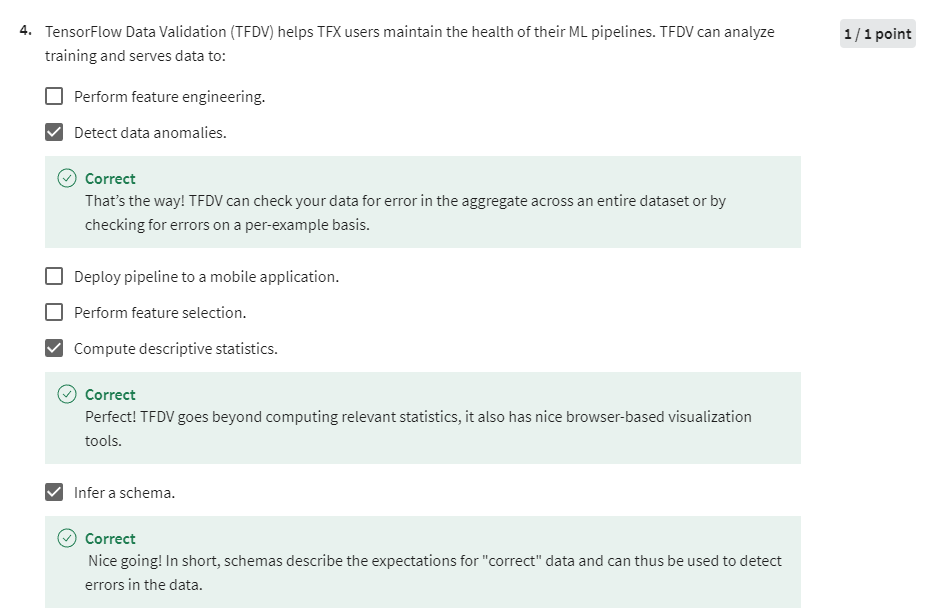 4. TensorFlow Data Validation (TFDV) helps TFX users maintain the health of their ML pipelines. TFDV can analyze
training and serves data to:
1 / 1 point
Perform feature engineering.
Detect data anomalies.
Correct
That’s the way! TFDV can check your data for error in the aggregate across an entire dataset or by
checking for errors on a per-example basis.
Deploy pipeline to a mobile application.
Perform feature selection.
Compute descriptive statistics.
Correct
Perfect! TFDV goes beyond computing relevant statistics, it also has nice browser-based visualization
tools.
Infer a schema.
Correct
Nice going! In short, schemas describe the expectations for "correct" data and can thus be used to detect
errors in the data.